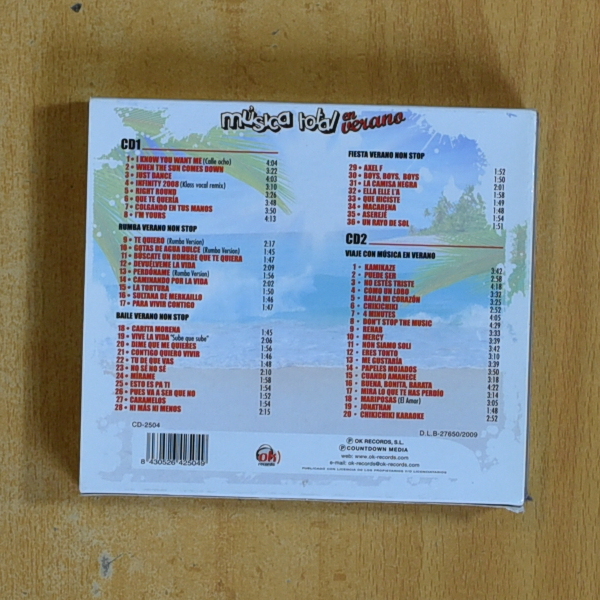 música total en verano
CD1
1 - I KNOW YOU WANT ME (Calle ocho) 4:04
2 - WHEN THE SUN COMES DOWN 3:22
3 - JUST DANCE 4:03
4 - INFINITY 2008 (Klass vocal remix) 3:10
5 - RIGHT ROUND 3:26
6 - QUE TE QUERÍA 3:48
7 - COLGANDO EN TUS MANOS 3:50
8 - I'M YOURS 4:13
RUMBA VERANO NON STOP
9 - TE QUIERO (Rumba Version) 2:17
10 - GOTAS DE AGUA DULCE (Rumba Version) 1:45
11 - BÚSCATE UN HOMBRE QUE TE QUIERA 1:47
12 - DEVUÉLVEME LA VIDA 2:09
13 - PERDÓNAME (Rumba Version) 1:56
14 - CAMINANDO POR LA VIDA 2:02
15 - LA TORTURA 1:50
16 - SULTANA DE MERKAILLO 1:46
17 - PARA VIVIR CONTIGO 1:47
BAILE VERANO NON STOP
18 - CARITA MORENA 1:45
19 - VIVE LA VIDA "Sube que sube" 2:06
20 - DIME QUE ME QUIERES 1:56
21 - CONTIGO QUIERO VIVIR 1:46
22 - TU DE QUE VAS 1:48
23 - NO SÉ NO SÉ 2:10
24 - MÍRAME 1:58
25 - ESTO ES PA TI 1:54
26 - PUES VA A SER QUE NO 1:52
27 - CARAMELOS 1:54
28 - NI MÁS NI MENOS 2:15
CD-2504
8 430526 425049
OK records
FIESTA VERANO NON STOP
29 - AXEL F 1:52
30 - BOYS, BOYS, BOYS 1:50
31 - LA CAMISA NEGRA 2:01
32 - ELLA ELLE L'A 1:58
33 - QUE HICISTE 1:49
34 - MACARENA 1:58
35 - ASEREJÉ 1:54
36 - UN RAYO DE SOL 1:51
CD2
VIAJE CON MÚSICA EN VERANO
1 - KAMIKAZE 3:42
2 - PUEDE SER 2:58
3 - NO ESTÉS TRISTE 4:18
4 - COMO UN LOBO 3:32
5 - BAILA MI CORAZÓN 3:25
6 - CHIKICHIKI 2:52
7 - 4 MINUTES 4:05
8 - DON'T STOP THE MUSIC 4:29
9 - REHAB 3:33
10 - MERCY 3:39
11 - NON SIAMO SOLI 3:42
12 - ERES TONTO 3:10
13 - ME GUSTARÍA 3:39
14 - PAPELES MOJADOS 3:50
15 - CUANDO AMANECE 3:18
16 - BUENA, BONITA, BARATA 4:22
17 - MIRA LO QUE TE HAS PERDÍO 3:14
18 - MARIPOSAS (El Amor) 3:05
19 - JONATHAN 1:48
20 - CHIKICHIKI KARAOKE 2:52
D.L.B-27650/2009
Ⓟ OK RECORDS, S.L.
Ⓟ COUNTDOWN MEDIA
web: www.ok-records.com
e-mail: ok-records@ok-records.com